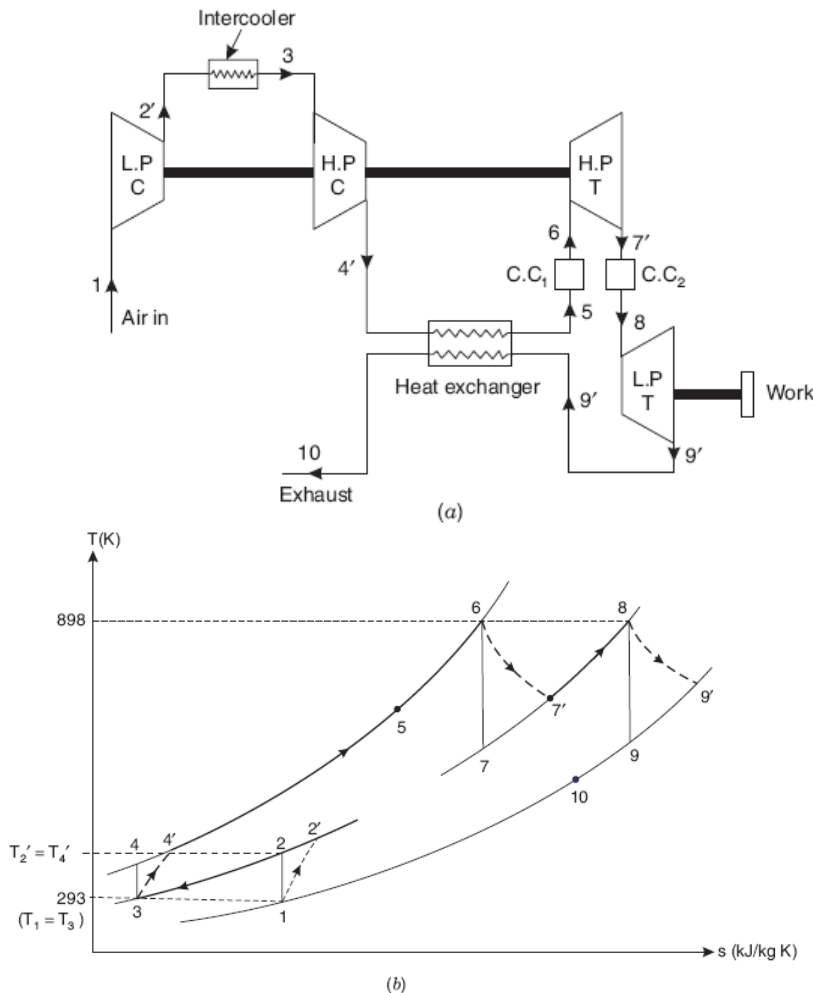 Intercooler
3
2′
L.P
C
H.P
C
H.P
T
6
7′
4′
C.C₁
C.C₂
1
5
8
Air in
L.P
T
Work
Heat exchanger
9′
10
9′
Exhaust
(a)
T(K)
6
8
898
9′
7′
5
7
9
10
4
4′
2
2′
T₂′ = T₄′
293
(T₁ = T₃)
3
1
s (kJ/kg K)
(b)